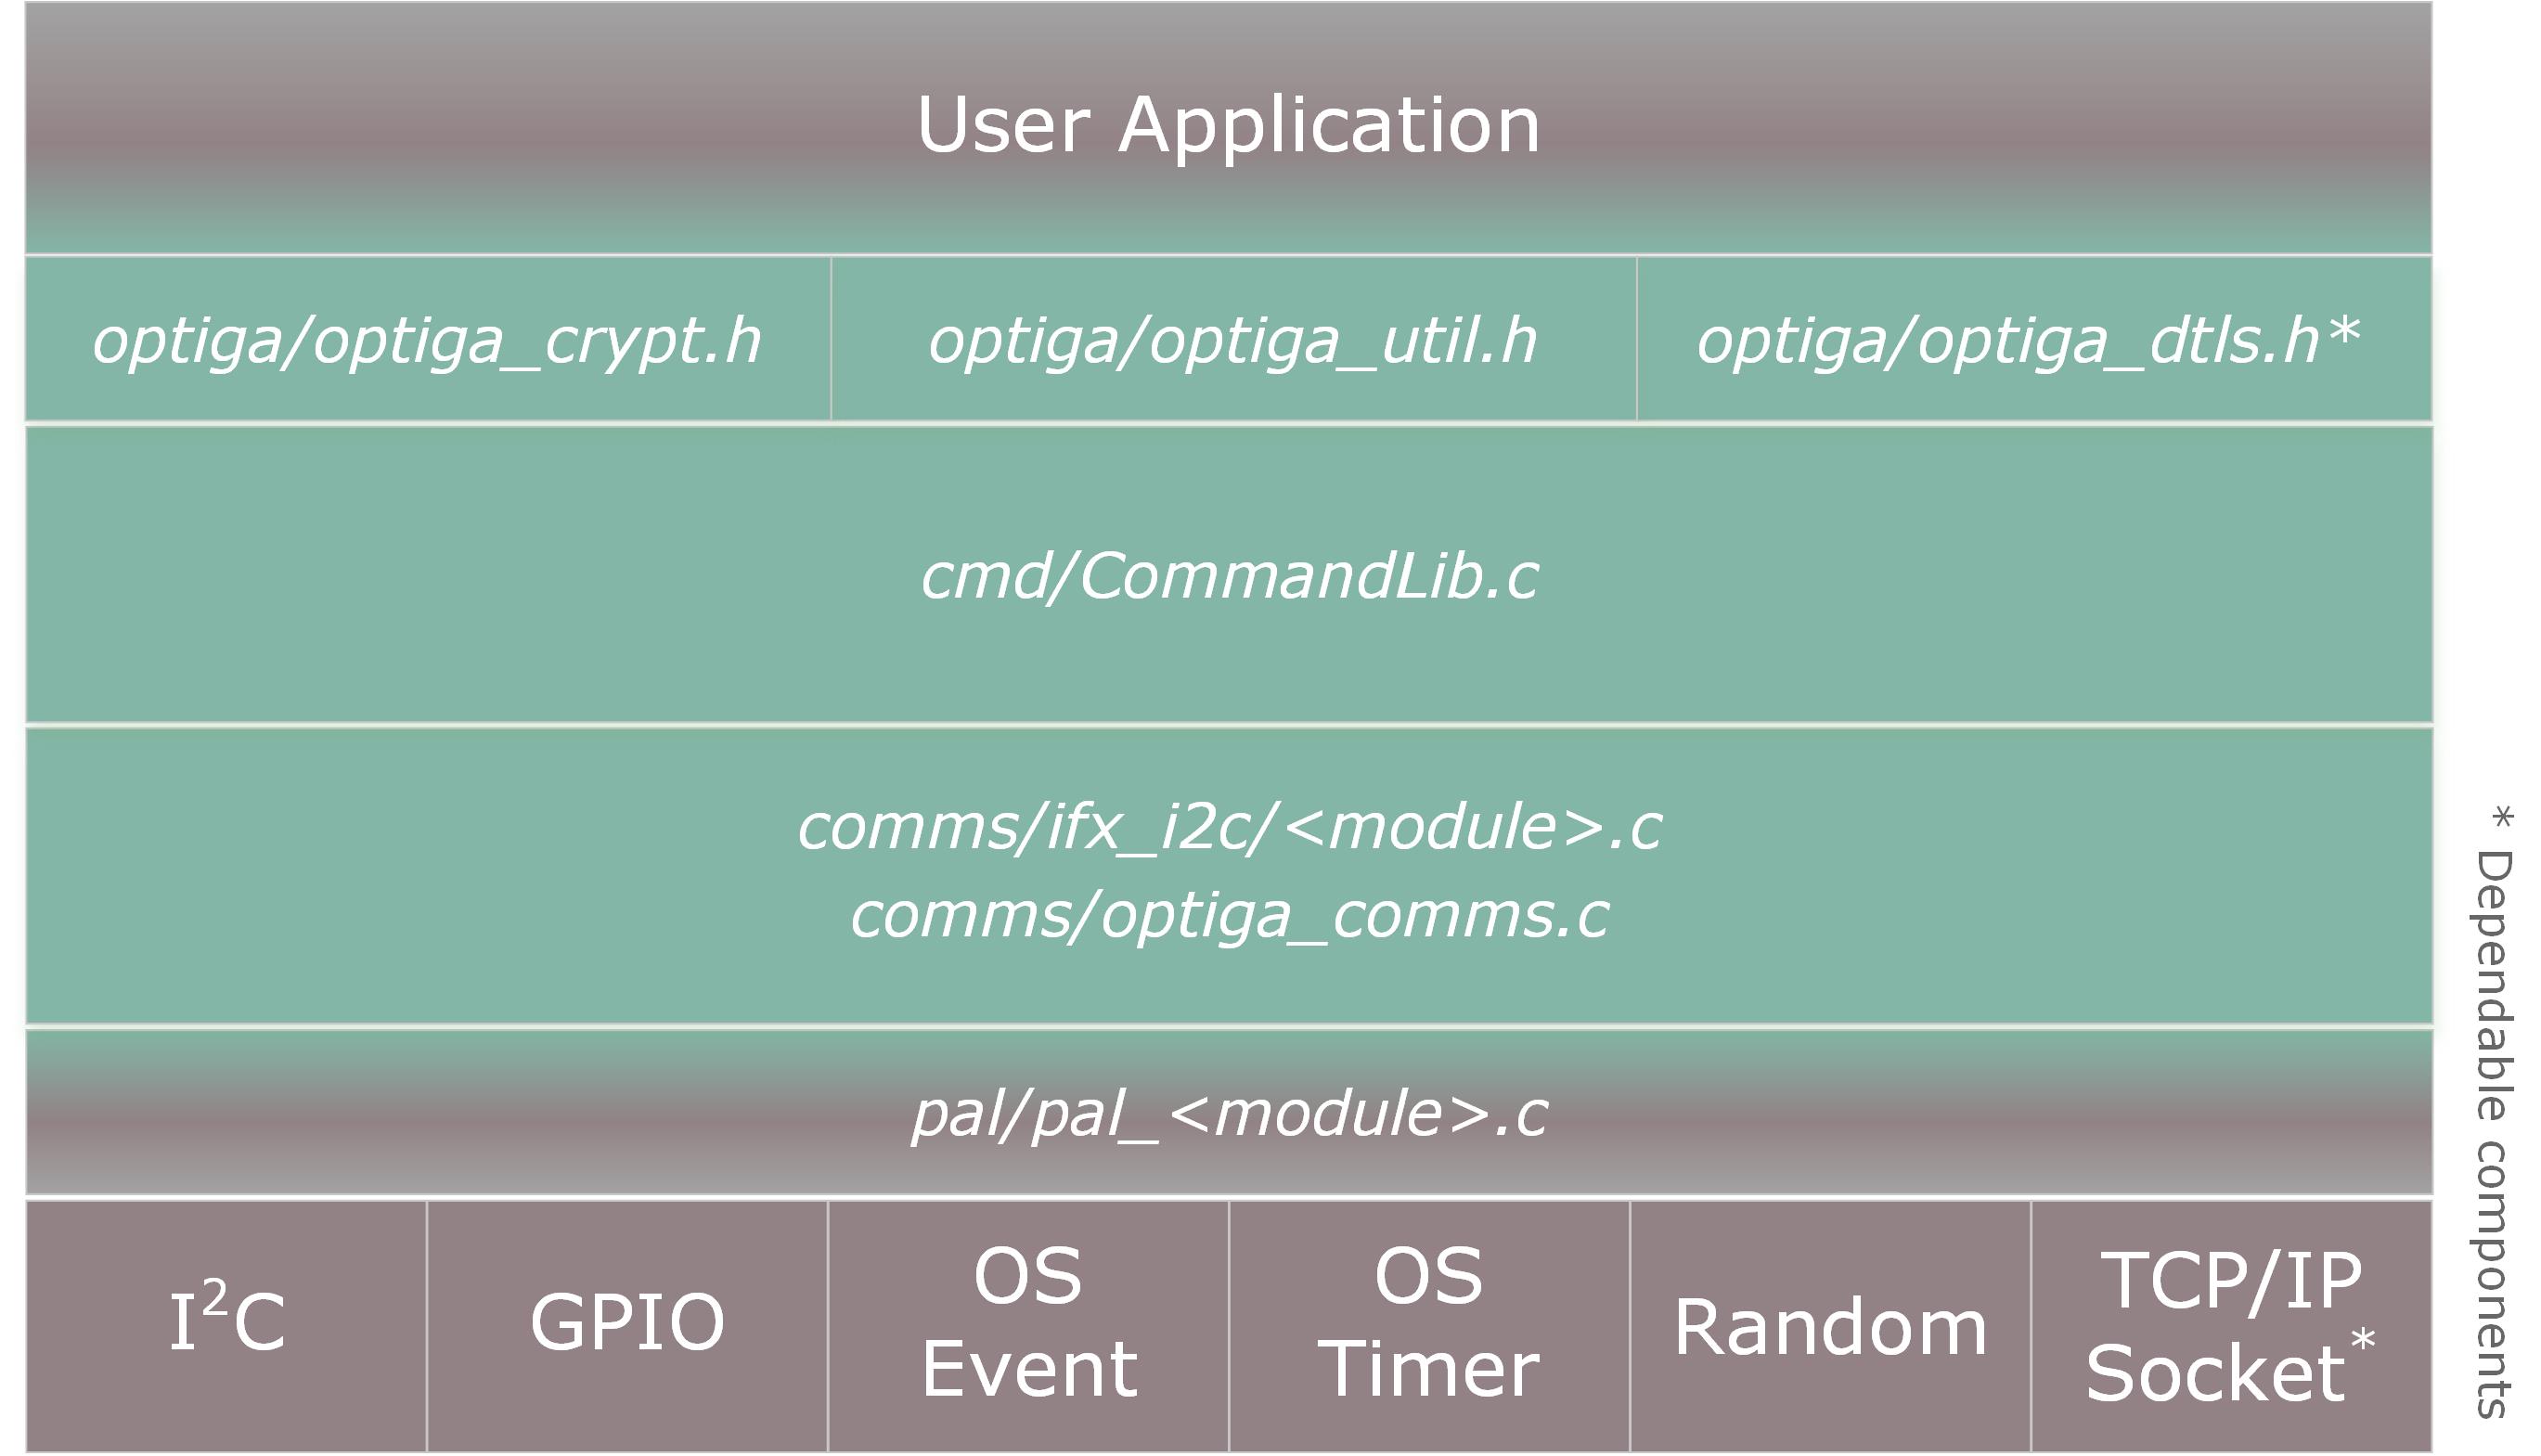 User Application
optiga/optiga_crypt.h
optiga/optiga_util.h
optiga/optiga_dtls.h*
cmd/CommandLib.c
comms/ifx_i2c/<module>.c
comms/optiga_comms.c
pal/pal_<module>.c
I²C
GPIO
OS
Event
OS
Timer
Random
TCP/IP
Socket*
* Dependable components